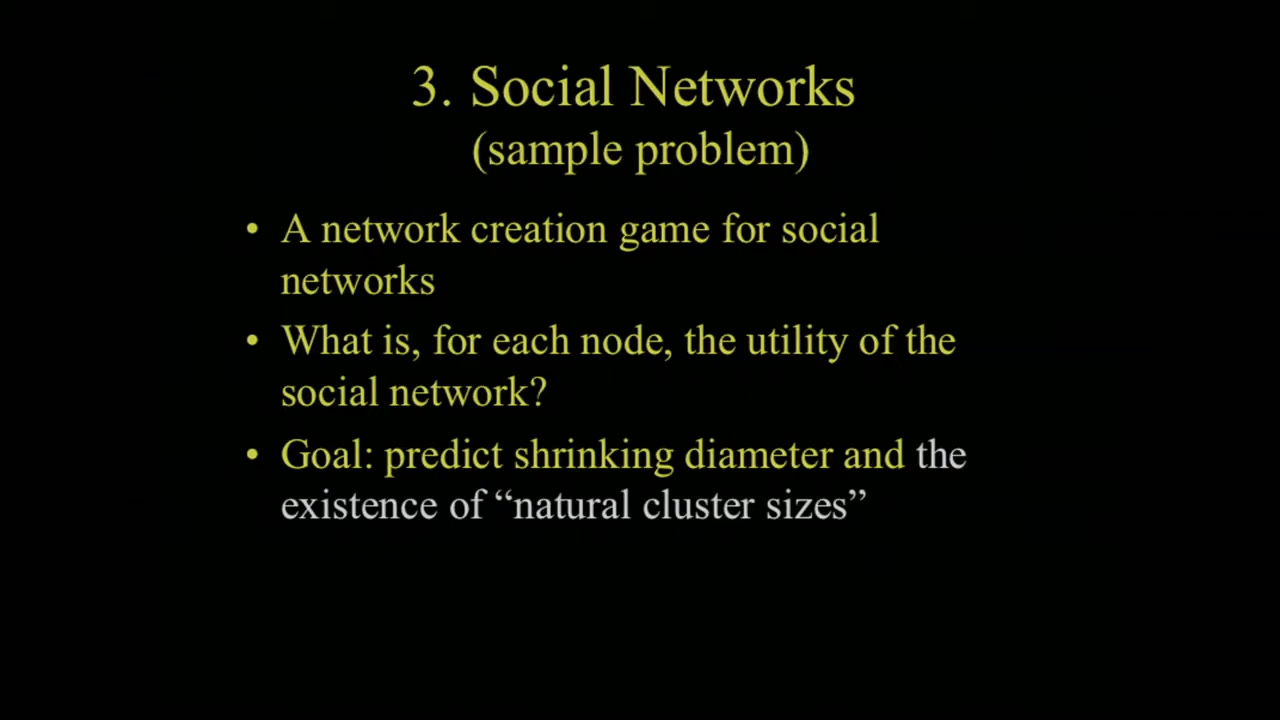 3. Social Networks
(sample problem)
• A network creation game for social
networks
• What is, for each node, the utility of the
social network?
• Goal: predict shrinking diameter and the
existence of “natural cluster sizes”